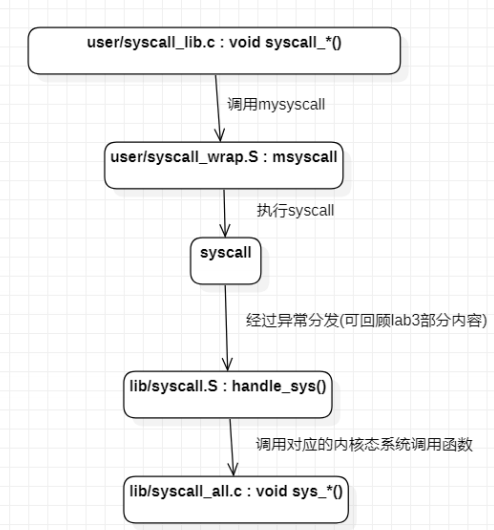 user/syscall_lib.c : void syscall_*()
调用mysyscall
user/syscall_wrap.S : msyscall
执行syscall
syscall
经过异常分发(可回顾lab3部分内容)
lib/syscall.S : handle_sys()
调用对应的内核态系统调用函数
lib/syscall_all.c : void sys_*()